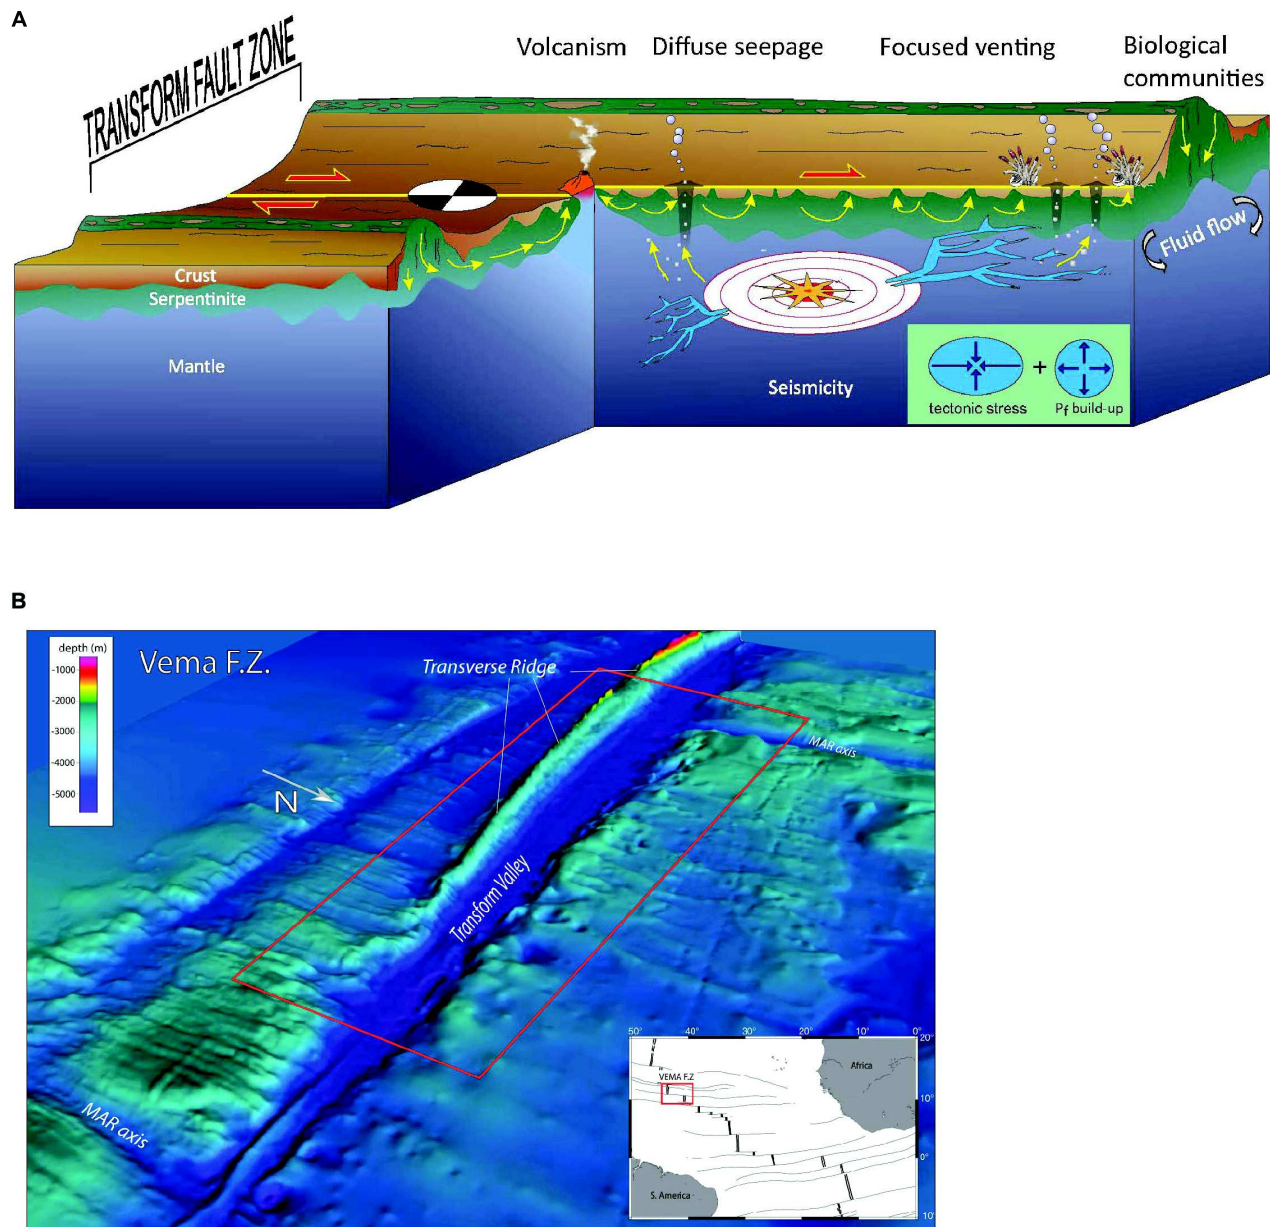 A
TRANSFORM FAULT ZONE
Volcanism
Diffuse seepage
Focused venting
Biological
communities
Crust
Serpentinite
Mantle
Fluid flow
Seismicity
+
tectonic stress
Pf build-up
B
depth (m)
-1000
-2000
-3000
-4000
-5000
Vema F.Z.
Transverse Ridge
MAR axis
N
Transform Valley
MAR axis
50°
40°
30°
20°
10°
0°
20°
VEMA F.Z
Africa
10°
0°
S. America
10°